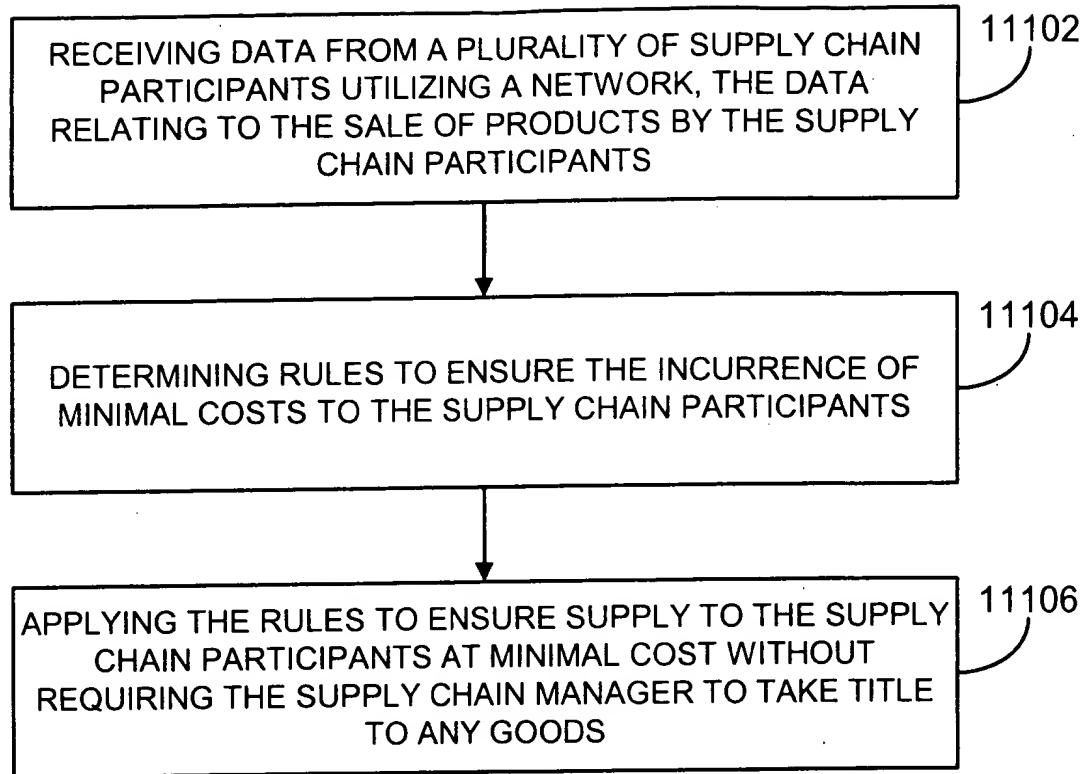 RECEIVING DATA FROM A PLURALITY OF SUPPLY CHAIN
PARTICIPANTS UTILIZING A NETWORK, THE DATA
RELATING TO THE SALE OF PRODUCTS BY THE SUPPLY
CHAIN PARTICIPANTS
11102
DETERMINING RULES TO ENSURE THE INCURRENCE OF
MINIMAL COSTS TO THE SUPPLY CHAIN PARTICIPANTS
11104
APPLYING THE RULES TO ENSURE SUPPLY TO THE SUPPLY
CHAIN PARTICIPANTS AT MINIMAL COST WITHOUT
REQUIRING THE SUPPLY CHAIN MANAGER TO TAKE TITLE
TO ANY GOODS
11106